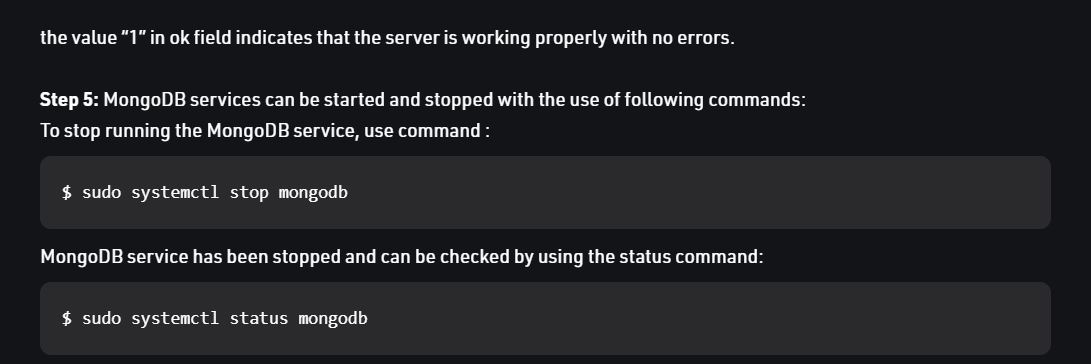 the value “1” in ok field indicates that the server is working properly with no errors.
Step 5: MongoDB services can be started and stopped with the use of following commands:
To stop running the MongoDB service, use command :
$ sudo systemctl stop mongodb
MongoDB service has been stopped and can be checked by using the status command:
$ sudo systemctl status mongodb